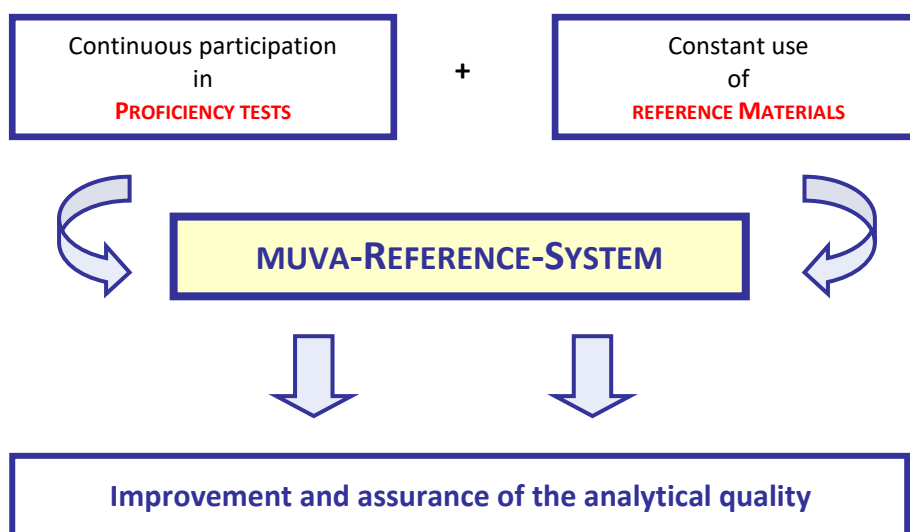 Continuous participation
in
PROFICIENCY TESTS
+
Constant use
of
REFERENCE MATERIALS
MUVA-REFERENCE-SYSTEM
Improvement and assurance of the analytical quality